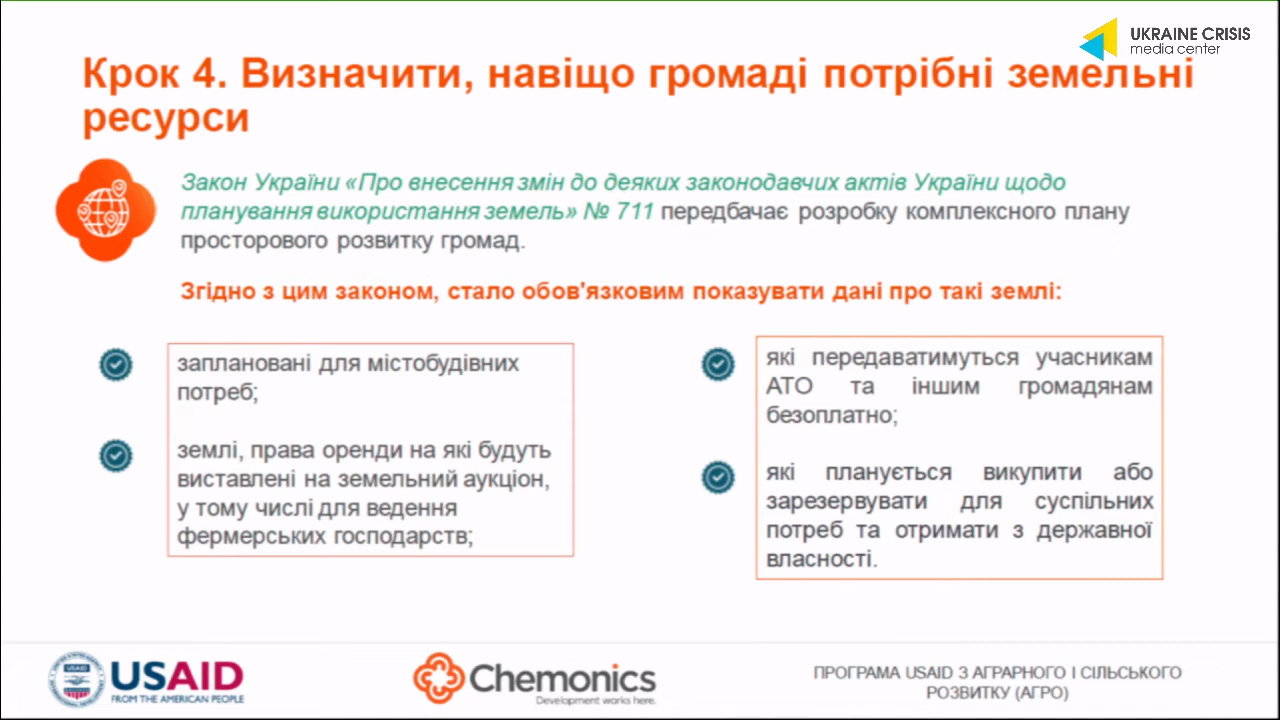 UKRAINE CRISIS
media center
Крок 4. Визначити, навіщо громаді потрібні земельні
ресурси
Закон України «Про внесення змін до деяких законодавчих актів України щодо
планування використання земель» № 711 передбачає розробку комплексного плану
просторового розвитку громад.
Згідно з цим законом, стало обов'язковим показувати дані про такі землі:
заплановані для містобудівних
потреб;
землі, права оренди на які будуть
виставлені на земельний аукціон,
у тому числі для ведення
фермерських господарств;
які передаватимуться учасникам
АТО та іншим громадянам
безоплатно;
які планується викупити або
зарезервувати для суспільних
потреб та отримати з державної
власності.
USAID
FROM THE AMERICAN PEOPLE
Chemonics
Development works here.
ПРОГРАМА USAID З АГРАРНОГО І СІЛЬСЬКОГО
РОЗВИТКУ (АГРО)